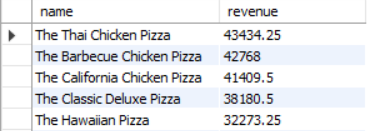 name revenue
The Thai Chicken Pizza 43434.25
The Barbecue Chicken Pizza 42768
The California Chicken Pizza 41409.5
The Classic Deluxe Pizza 38180.5
The Hawaiian Pizza 32273.25